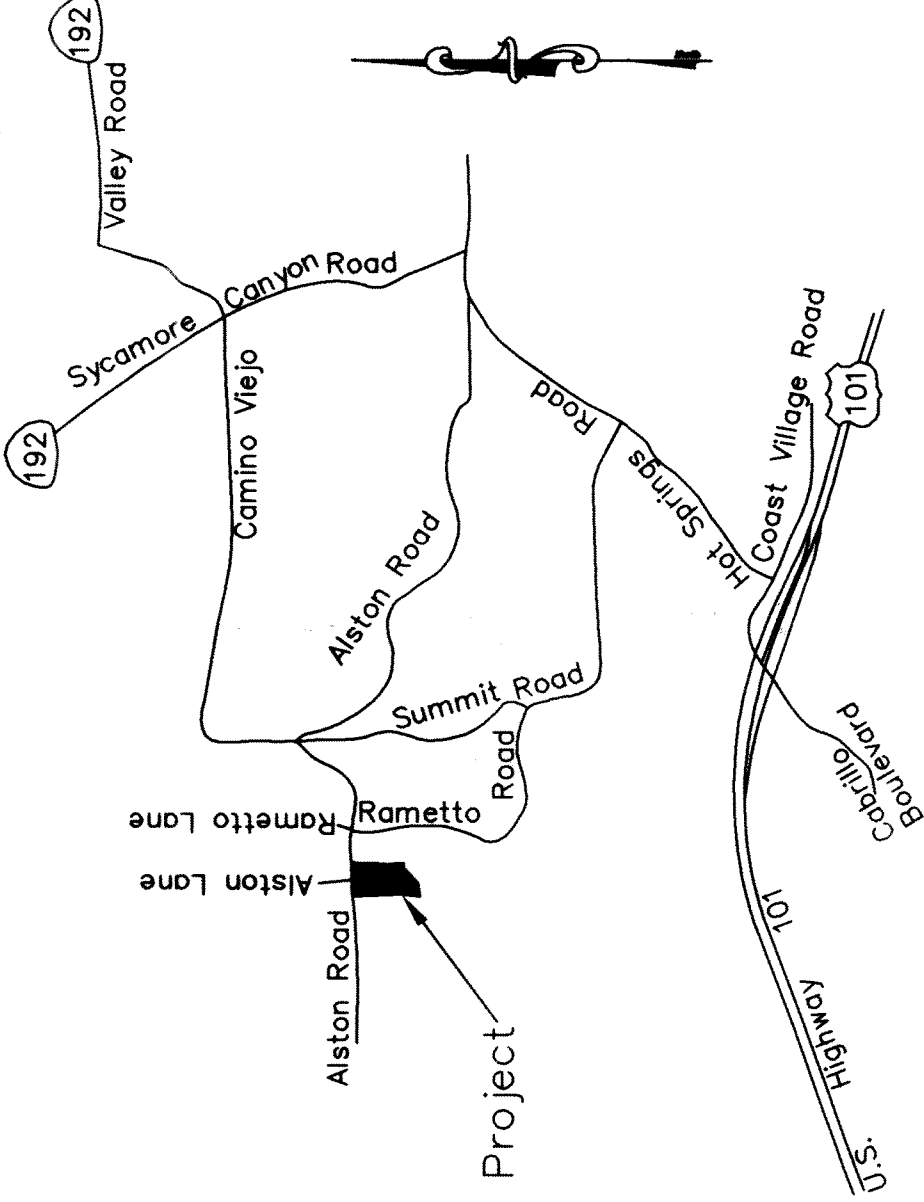 192
Valley Road
192
Sycamore Canyon Road
Camino Viejo
Alston Road
Hot Springs Road
Coast Village Road
101
Summit Road
Rametto Road
Rametto Lane
Alston Lane
Alston Road
Project
Cabrillo
Boulevard
U.S. Highway 101
N